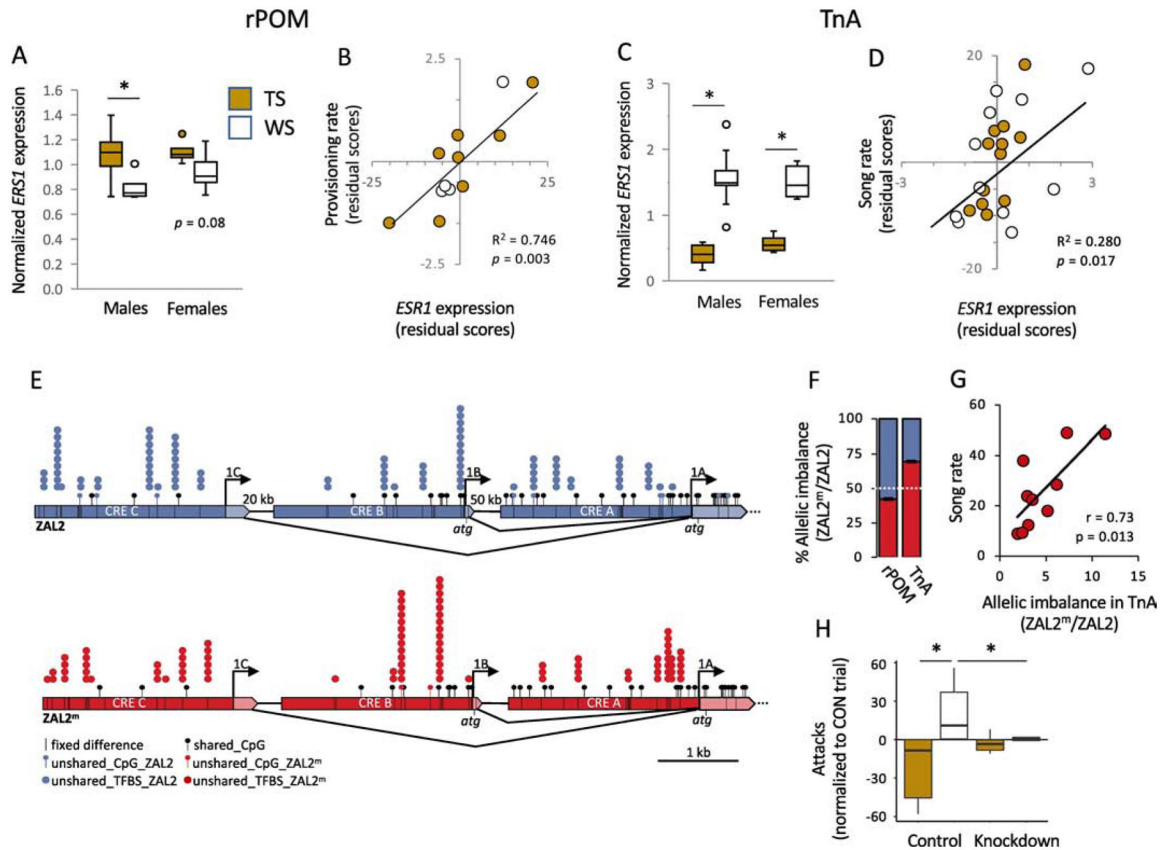 rPOM
TnA
A
Normalized ERS1 expression
1.6
1.4
1.2
1.0
0.8
0.6
0.4
0.2
0.0
*
p = 0.08
Males
Females
TS
WS
B
Provisioning rate
(residual scores)
2.5
-25
25
-2.5
R² = 0.746
p = 0.003
ESR1 expression
(residual scores)
C
Normalized ERS1 expression
3
2
1
0
*
*
Males
Females
D
Song rate
(residual scores)
20
-3
3
-20
R² = 0.280
p = 0.017
ESR1 expression
(residual scores)
E
1C
1B
1A
20 kb
50 kb
CRE C
CRE B
CRE A
ZAL2
atg
atg
1C
1B
1A
CRE C
CRE B
CRE A
ZAL2ᵐ
atg
atg
fixed difference
shared_CpG
unshared_CpG_ZAL2
unshared_CpG_ZAL2ᵐ
unshared_TFBS_ZAL2
unshared_TFBS_ZAL2ᵐ
1 kb
F
% Allelic imbalance
(ZAL2ᵐ/ZAL2)
100
75
50
25
0
rPOM
TnA
G
Song rate
60
40
20
0
r = 0.73
p = 0.013
0
5
10
15
Allelic imbalance in TnA
(ZAL2ᵐ/ZAL2)
H
Attacks
(normalized to CON trial)
60
30
0
-30
-60
*
*
Control
Knockdown